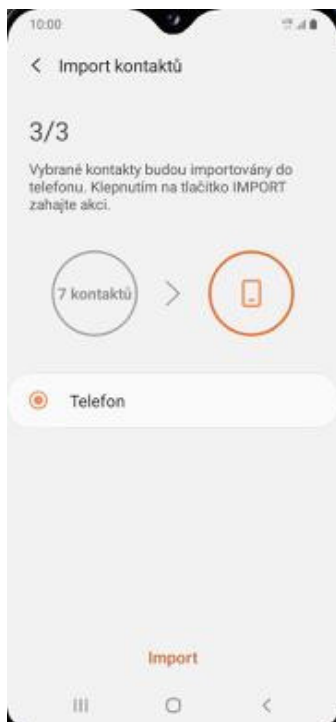 10:00
Import kontaktů
3/3
Vybrané kontakty budou importovány do
telefonu. Klepnutím na tlačítko IMPORT
zahajte akci.
7 kontaktů
Telefon
Import